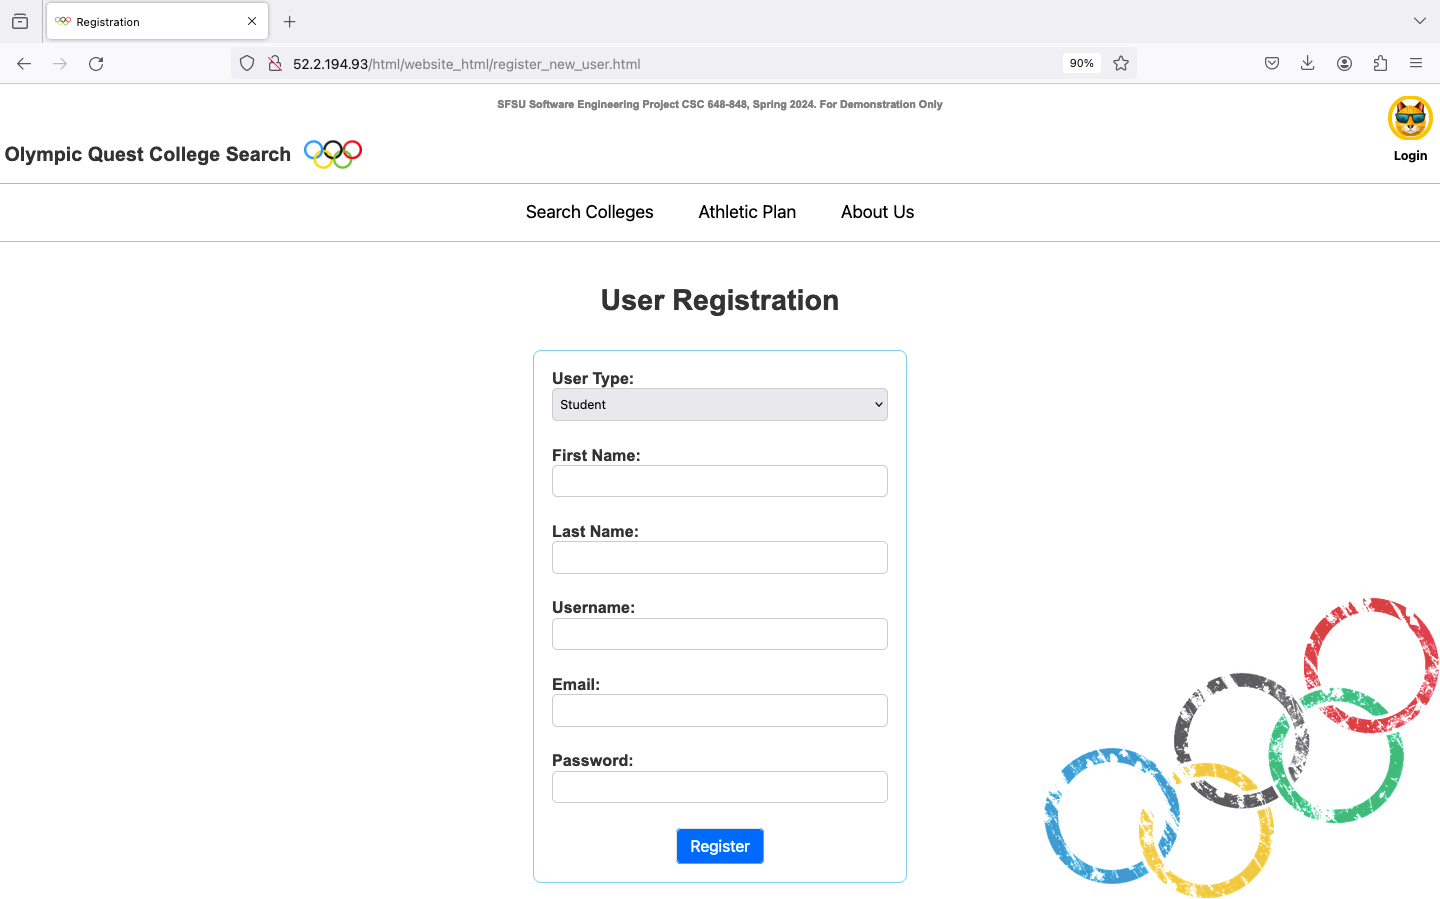 Registration
52.2.194.93/html/website_html/register_new_user.html
90%
SFSU Software Engineering Project CSC 648-848, Spring 2024. For Demonstration Only
Olympic Quest College Search
Login
Search Colleges
Athletic Plan
About Us
User Registration
User Type:
Student
First Name:
Last Name:
Username:
Email:
Password:
Register